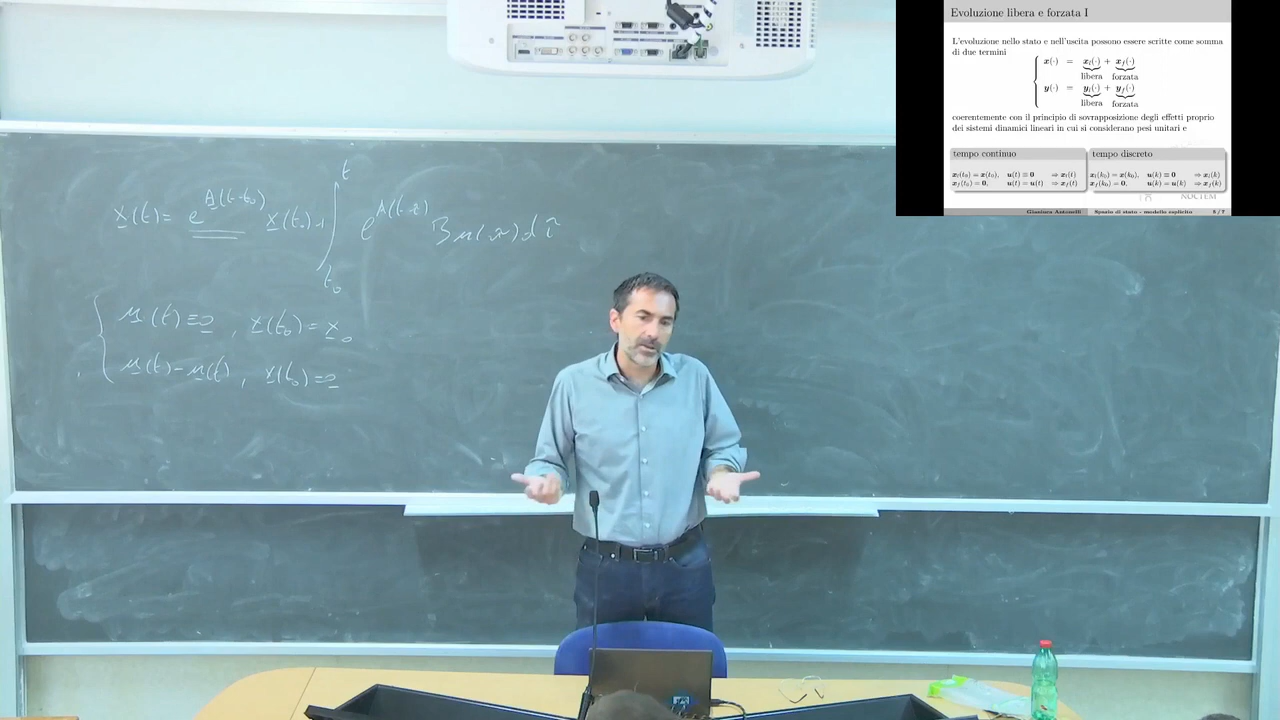 x(t) = e^{A(t-t₀)} x(t₀) + ∫_{t₀}^{t} e^{A(t-τ)} B u(τ) dτ
u(t) ≡ 0 , x(t₀) = x₀
u(t) = u(t) , x(t₀) = 0
Evoluzione libera e forzata I
L'evoluzione nello stato e nell'uscita possono essere scritte come somma
di due termini
x(·) = x_l(·) + x_f(·)
libera forzata
y(·) = y_l(·) + y_f(·)
libera forzata
coerentemente con il principio di sovrapposizione degli effetti proprio
dei sistemi dinamici lineari in cui si considerano pesi unitari e
tempo continuo
x_l(t₀) = x(t₀), u(t) ≡ 0 ⇒ x_l(t)
x_f(t₀) = 0, u(t) = u(t) ⇒ x_f(t)
tempo discreto
x_l(k₀) = x(k₀), u(k) ≡ 0 ⇒ x_l(k)
x_f(k₀) = 0, u(k) = u(k) ⇒ x_f(k)
Gianluca Antonelli Spazio di stato - modello esplicito 5 / 7